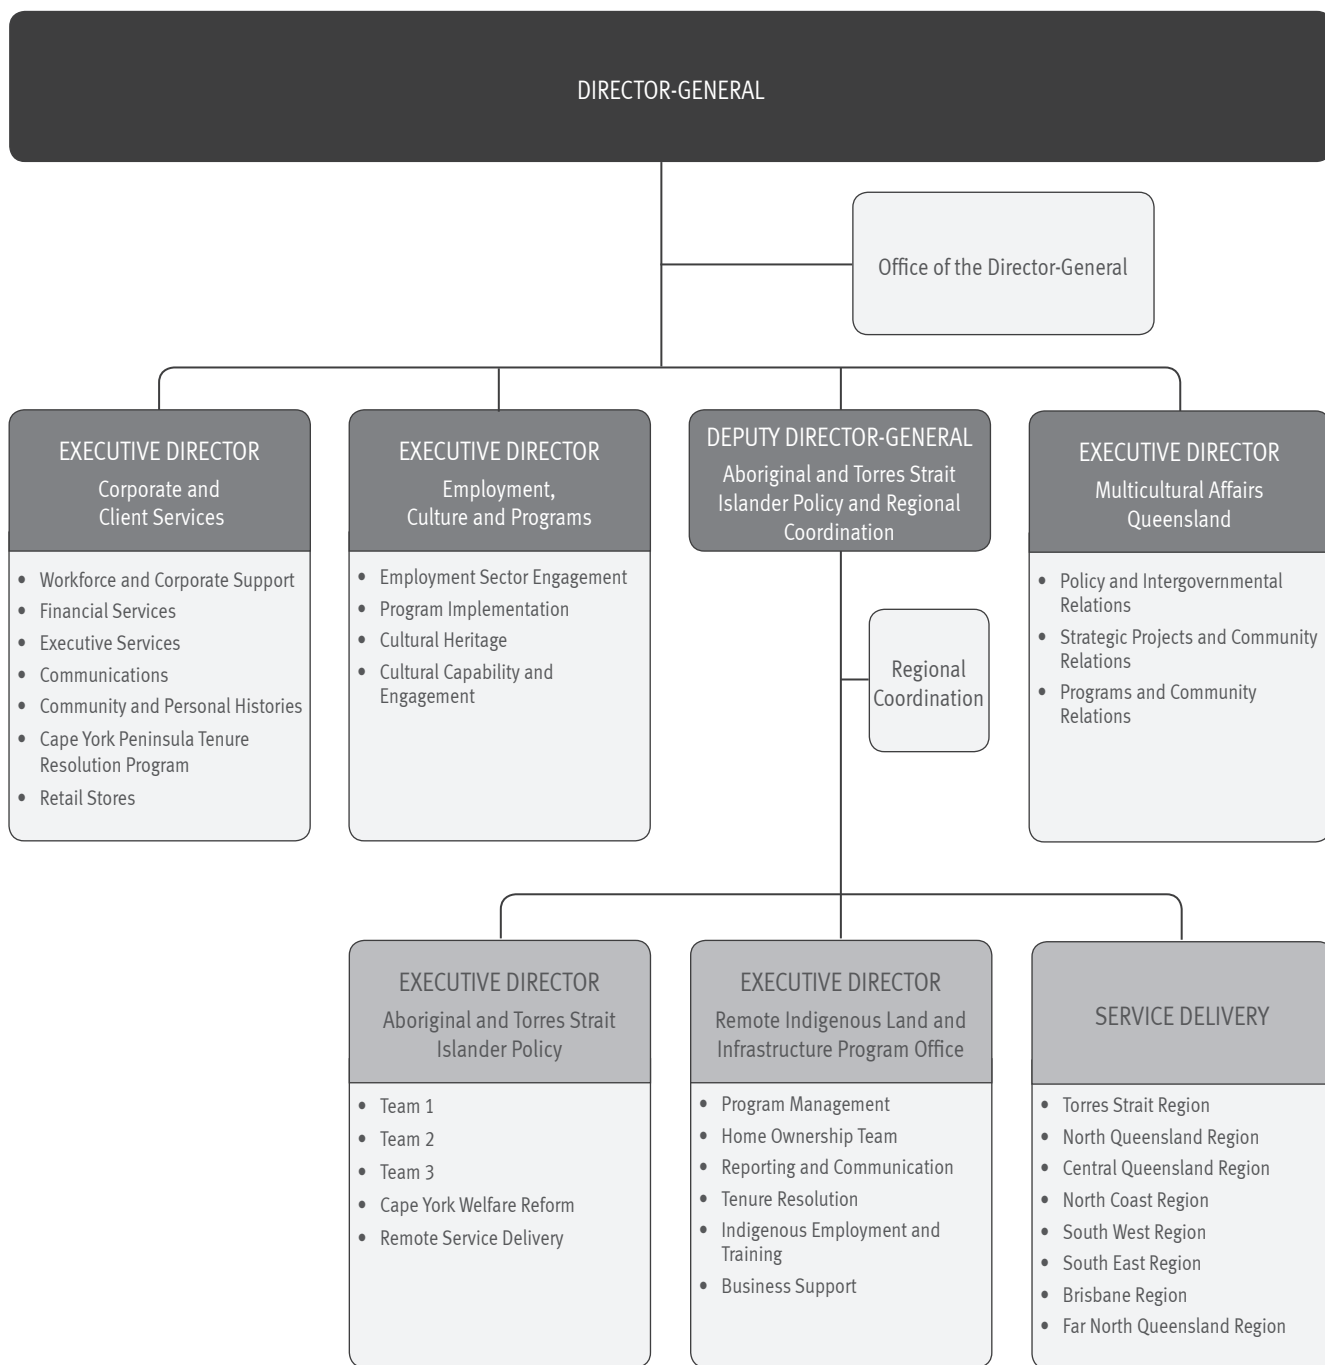 DIRECTOR-GENERAL
Office of the Director-General
EXECUTIVE DIRECTOR
Corporate and
Client Services
• Workforce and Corporate Support
• Financial Services
• Executive Services
• Communications
• Community and Personal Histories
• Cape York Peninsula Tenure
Resolution Program
• Retail Stores
EXECUTIVE DIRECTOR
Employment,
Culture and Programs
• Employment Sector Engagement
• Program Implementation
• Cultural Heritage
• Cultural Capability and
Engagement
DEPUTY DIRECTOR-GENERAL
Aboriginal and Torres Strait
Islander Policy and Regional
Coordination
Regional
Coordination
EXECUTIVE DIRECTOR
Multicultural Affairs
Queensland
• Policy and Intergovernmental
Relations
• Strategic Projects and Community
Relations
• Programs and Community
Relations
EXECUTIVE DIRECTOR
Aboriginal and Torres Strait
Islander Policy
• Team 1
• Team 2
• Team 3
• Cape York Welfare Reform
• Remote Service Delivery
EXECUTIVE DIRECTOR
Remote Indigenous Land and
Infrastructure Program Office
• Program Management
• Home Ownership Team
• Reporting and Communication
• Tenure Resolution
• Indigenous Employment and
Training
• Business Support
SERVICE DELIVERY
• Torres Strait Region
• North Queensland Region
• Central Queensland Region
• North Coast Region
• South West Region
• South East Region
• Brisbane Region
• Far North Queensland Region